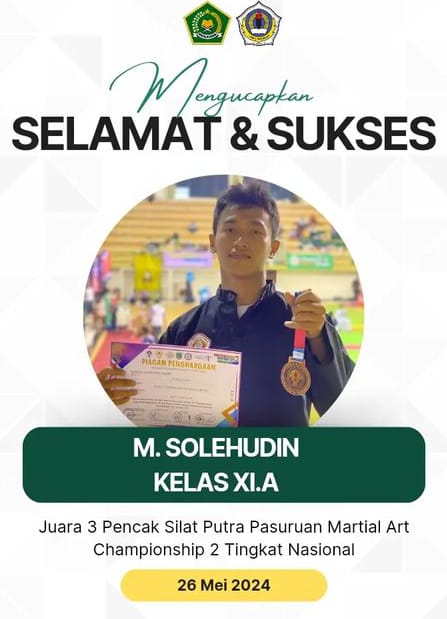 Mengucapkan
SELAMAT & SUKSES
PIAGAM PENGHARGAAN
M. SOLEHUDIN
KELAS XI.A
Juara 3 Pencak Silat Putra Pasuruan Martial Art
Championship 2 Tingkat Nasional
26 Mei 2024